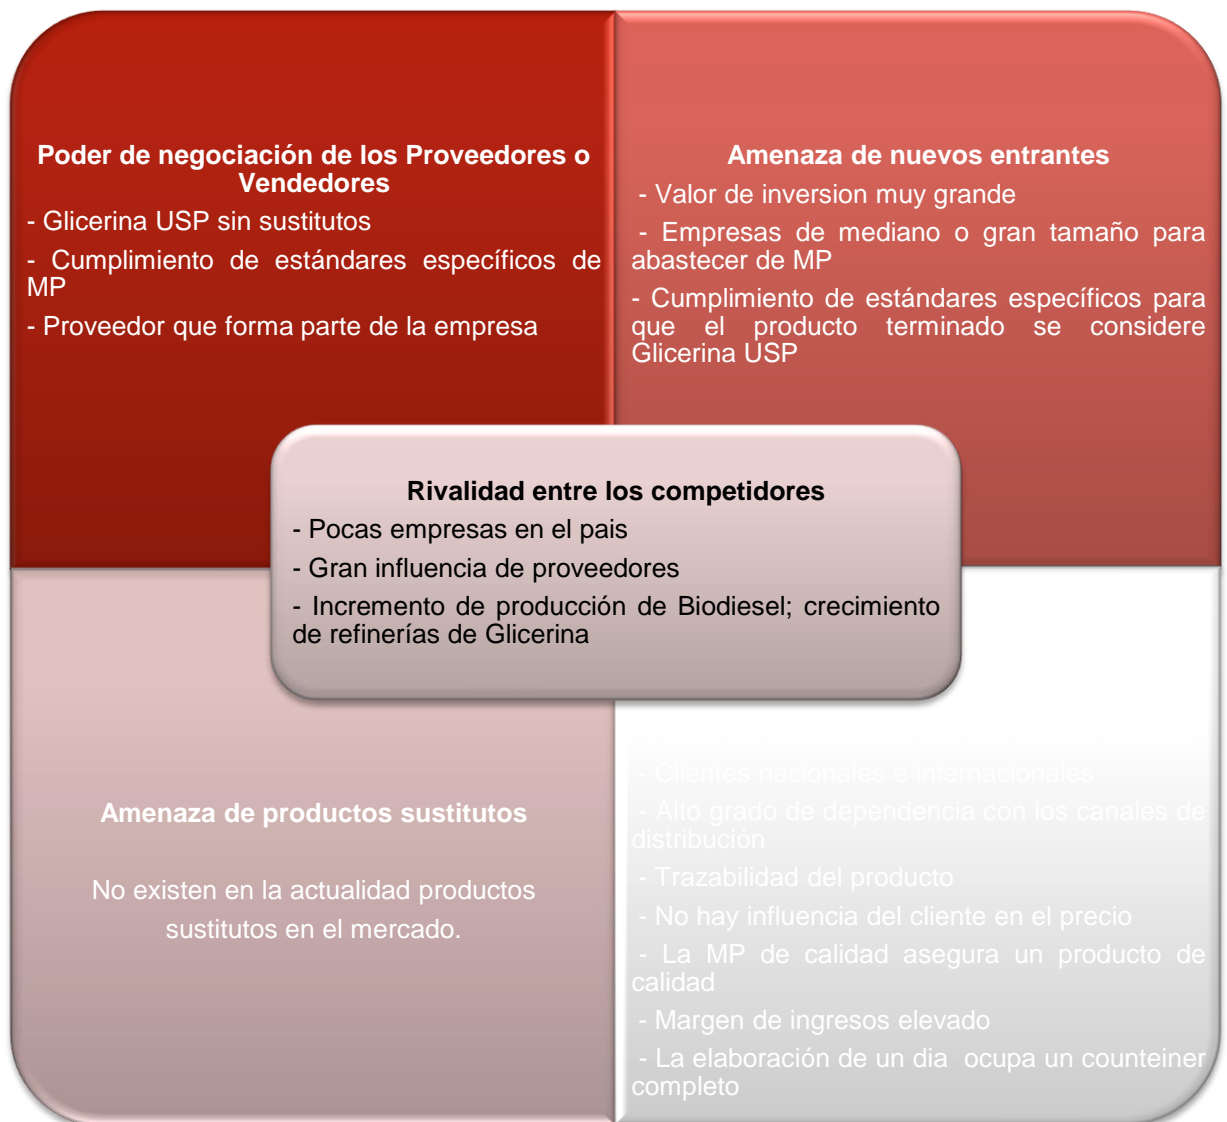 Poder de negociación de los Proveedores o
Vendedores
- Glicerina USP sin sustitutos
- Cumplimiento de estándares específicos de
MP
- Proveedor que forma parte de la empresa
Amenaza de nuevos entrantes
- Valor de inversion muy grande
- Empresas de mediano o gran tamaño para
abastecer de MP
- Cumplimiento de estándares específicos para
que el producto terminado se considere
Glicerina USP
Rivalidad entre los competidores
- Pocas empresas en el pais
- Gran influencia de proveedores
- Incremento de producción de Biodiesel; crecimiento
de refinerías de Glicerina
Amenaza de productos sustitutos
No existen en la actualidad productos
sustitutos en el mercado.
- Clientes nacionales e internacionales
- Alto grado de dependencia con los canales de
distribución
- Trazabilidad del producto
- No hay influencia del cliente en el precio
- La MP de calidad asegura un producto de
calidad
- Margen de ingresos elevado
- La elaboración de un dia ocupa un counteiner
completo